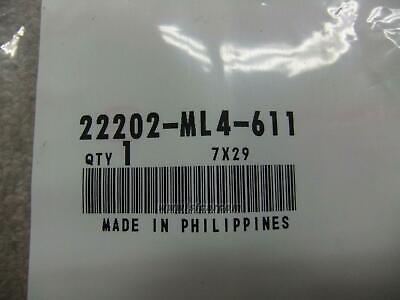 22202-ML4-611
QTY 1 7X29
MADE IN PHILIPPINES